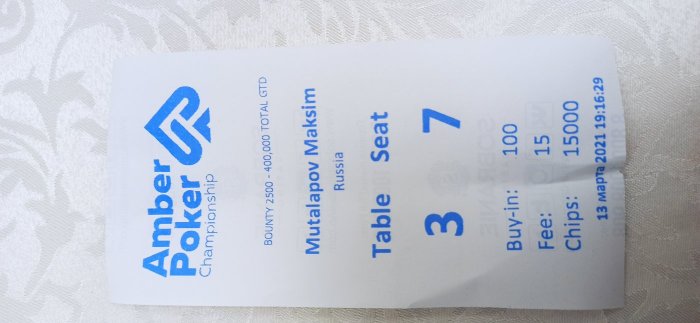 Amber
Poker
Championship
BOUNTY 2500 - 400,000 TOTAL GTD
Mutalapov Maksim
Russia
Table Seat
3 7
Buy-in: 100
Fee: 15
Chips: 15000
13 марта 2021 19:16:29